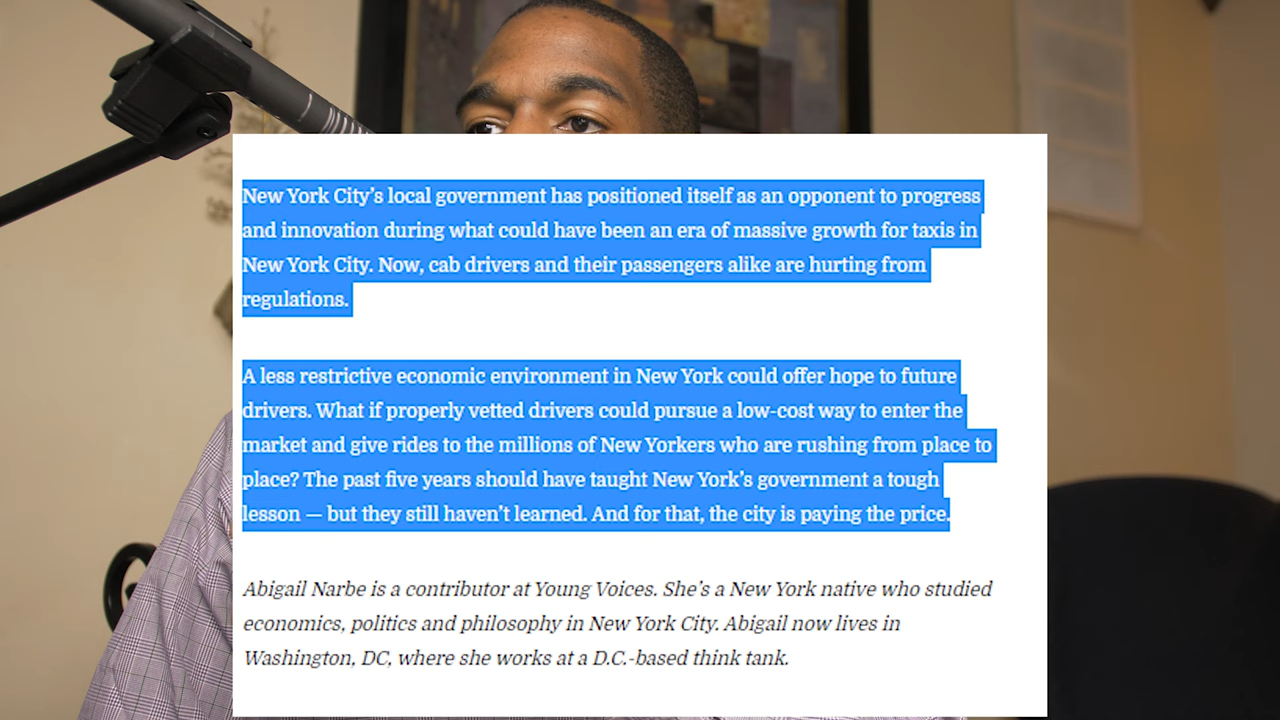 New York City’s local government has positioned itself as an opponent to progress
and innovation during what could have been an era of massive growth for taxis in
New York City. Now, cab drivers and their passengers alike are hurting from
regulations.
A less restrictive economic environment in New York could offer hope to future
drivers. What if properly vetted drivers could pursue a low-cost way to enter the
market and give rides to the millions of New Yorkers who are rushing from place to
place? The past five years should have taught New York’s government a tough
lesson — but they still haven’t learned. And for that, the city is paying the price.
Abigail Narbe is a contributor at Young Voices. She’s a New York native who studied
economics, politics and philosophy in New York City. Abigail now lives in
Washington, DC, where she works at a D.C.-based think tank.